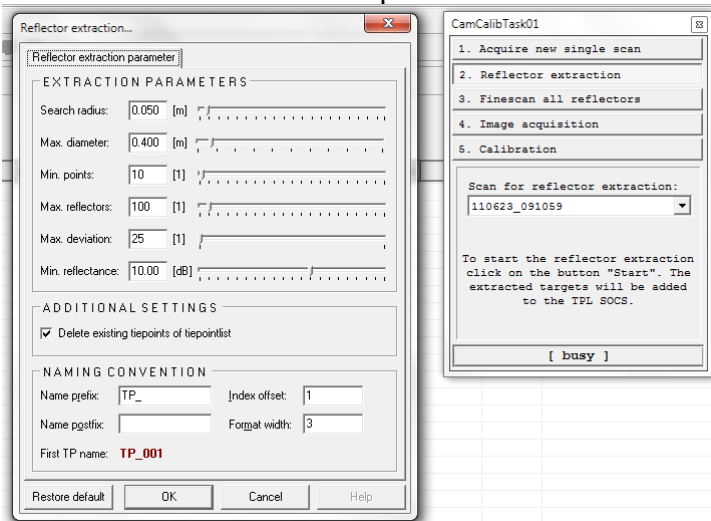 Reflector extraction...
Reflector extraction parameter
EXTRACTION PARAMETERS
Search radius: 0.050 [m]
Max. diameter: 0.400 [m]
Min. points: 10 [1]
Max. reflectors: 100 [1]
Max. deviation: 25 [1]
Min. reflectance: 10.00 [dB]
ADDITIONAL SETTINGS
Delete existing tiepoints of tiepointlist
NAMING CONVENTION
Name prefix: TP_ Index offset: 1
Name postfix: Format width: 3
First TP name: TP_001
Restore default OK Cancel Help
CamCalibTask01
1. Acquire new single scan
2. Reflector extraction
3. Finescan all reflectors
4. Image acquisition
5. Calibration
Scan for reflector extraction:
110623_091059
To start the reflector extraction
click on the button "Start". The
extracted targets will be added
to the TPL SOCS.
[ busy ]